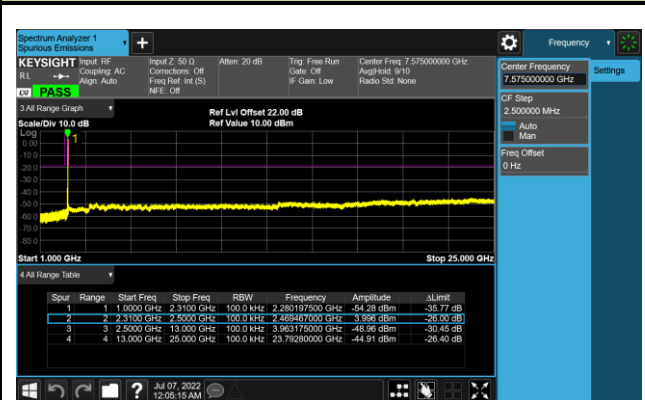 Spectrum Analyzer 1
Spurious Emissions
Frequency
KEYSIGHT Input: RF Input Z: 50 Ω Atten: 20 dB Trig: Free Run Center Freq: 7.575000000 GHz
RL Coupling: AC Corrections: Off Gate: Off Avg|Hold: 9/10
Align: Auto Freq Ref: Int (S) IF Gain: Low Radio Std: None
NFE: Off
LXI PASS
Center Frequency
7.575000000 GHz
Settings
CF Step
2.500000 MHz
Auto
Man
Freq Offset
0 Hz
3 All Range Graph
Ref Lvl Offset 22.00 dB
Scale/Div 10.0 dB Ref Value 10.00 dBm
Log
1
0.00
-10.0
-20.0
-30.0
-40.0
-50.0
-60.0
-70.0
-80.0
Start 1.000 GHz Stop 25.000 GHz
4 All Range Table
Spur Range Start Freq Stop Freq RBW Frequency Amplitude ΔLimit
1 1 1.0000 GHz 2.3100 GHz 100.0 kHz 2.280197500 GHz -54.28 dBm -35.77 dB
2 2 2.3100 GHz 2.5000 GHz 100.0 kHz 2.469467000 GHz 3.996 dBm -26.00 dB
3 3 2.5000 GHz 13.000 GHz 100.0 kHz 3.963175000 GHz -48.96 dBm -30.45 dB
4 4 13.000 GHz 25.000 GHz 100.0 kHz 23.79280000 GHz -44.91 dBm -26.40 dB
Jul 07, 2022
12:05:15 AM